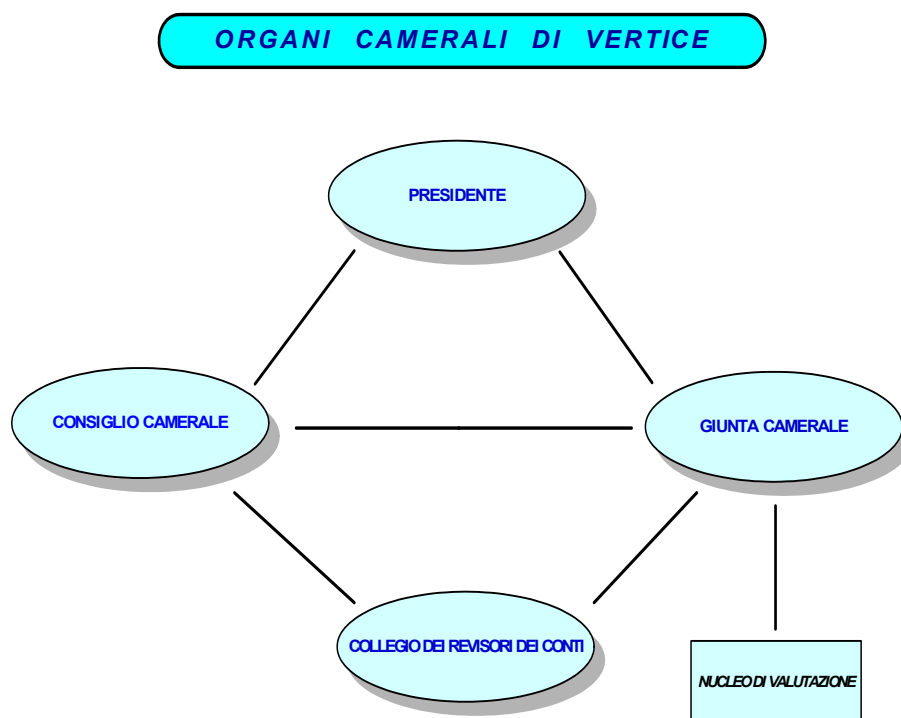 ORGANI CAMERALI DI VERTICE
PRESIDENTE
CONSIGLIO CAMERALE
GIUNTA CAMERALE
COLLEGIO DEI REVISORI DEI CONTI
NUCLEO DI VALUTAZIONE